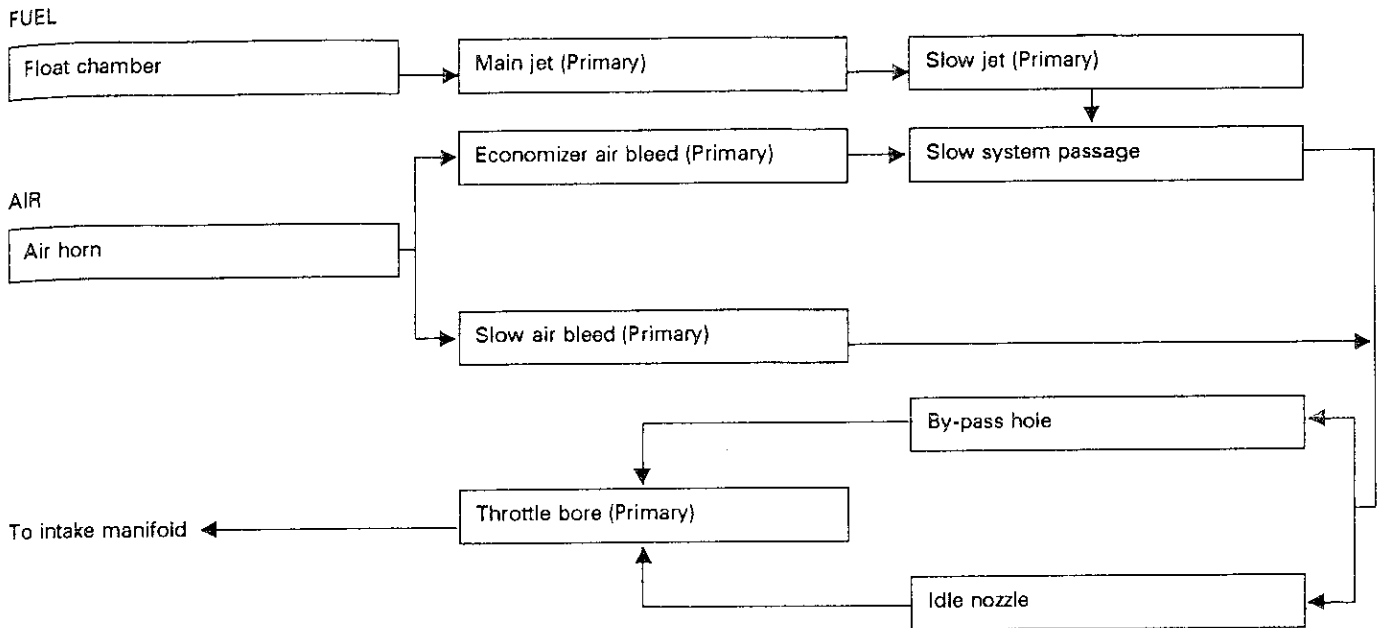 FUEL
Float chamber
Main jet (Primary)
Slow jet (Primary)
Economizer air bleed (Primary)
Slow system passage
AIR
Air horn
Slow air bleed (Primary)
By-pass hole
Throttle bore (Primary)
To intake manifold
Idle nozzle